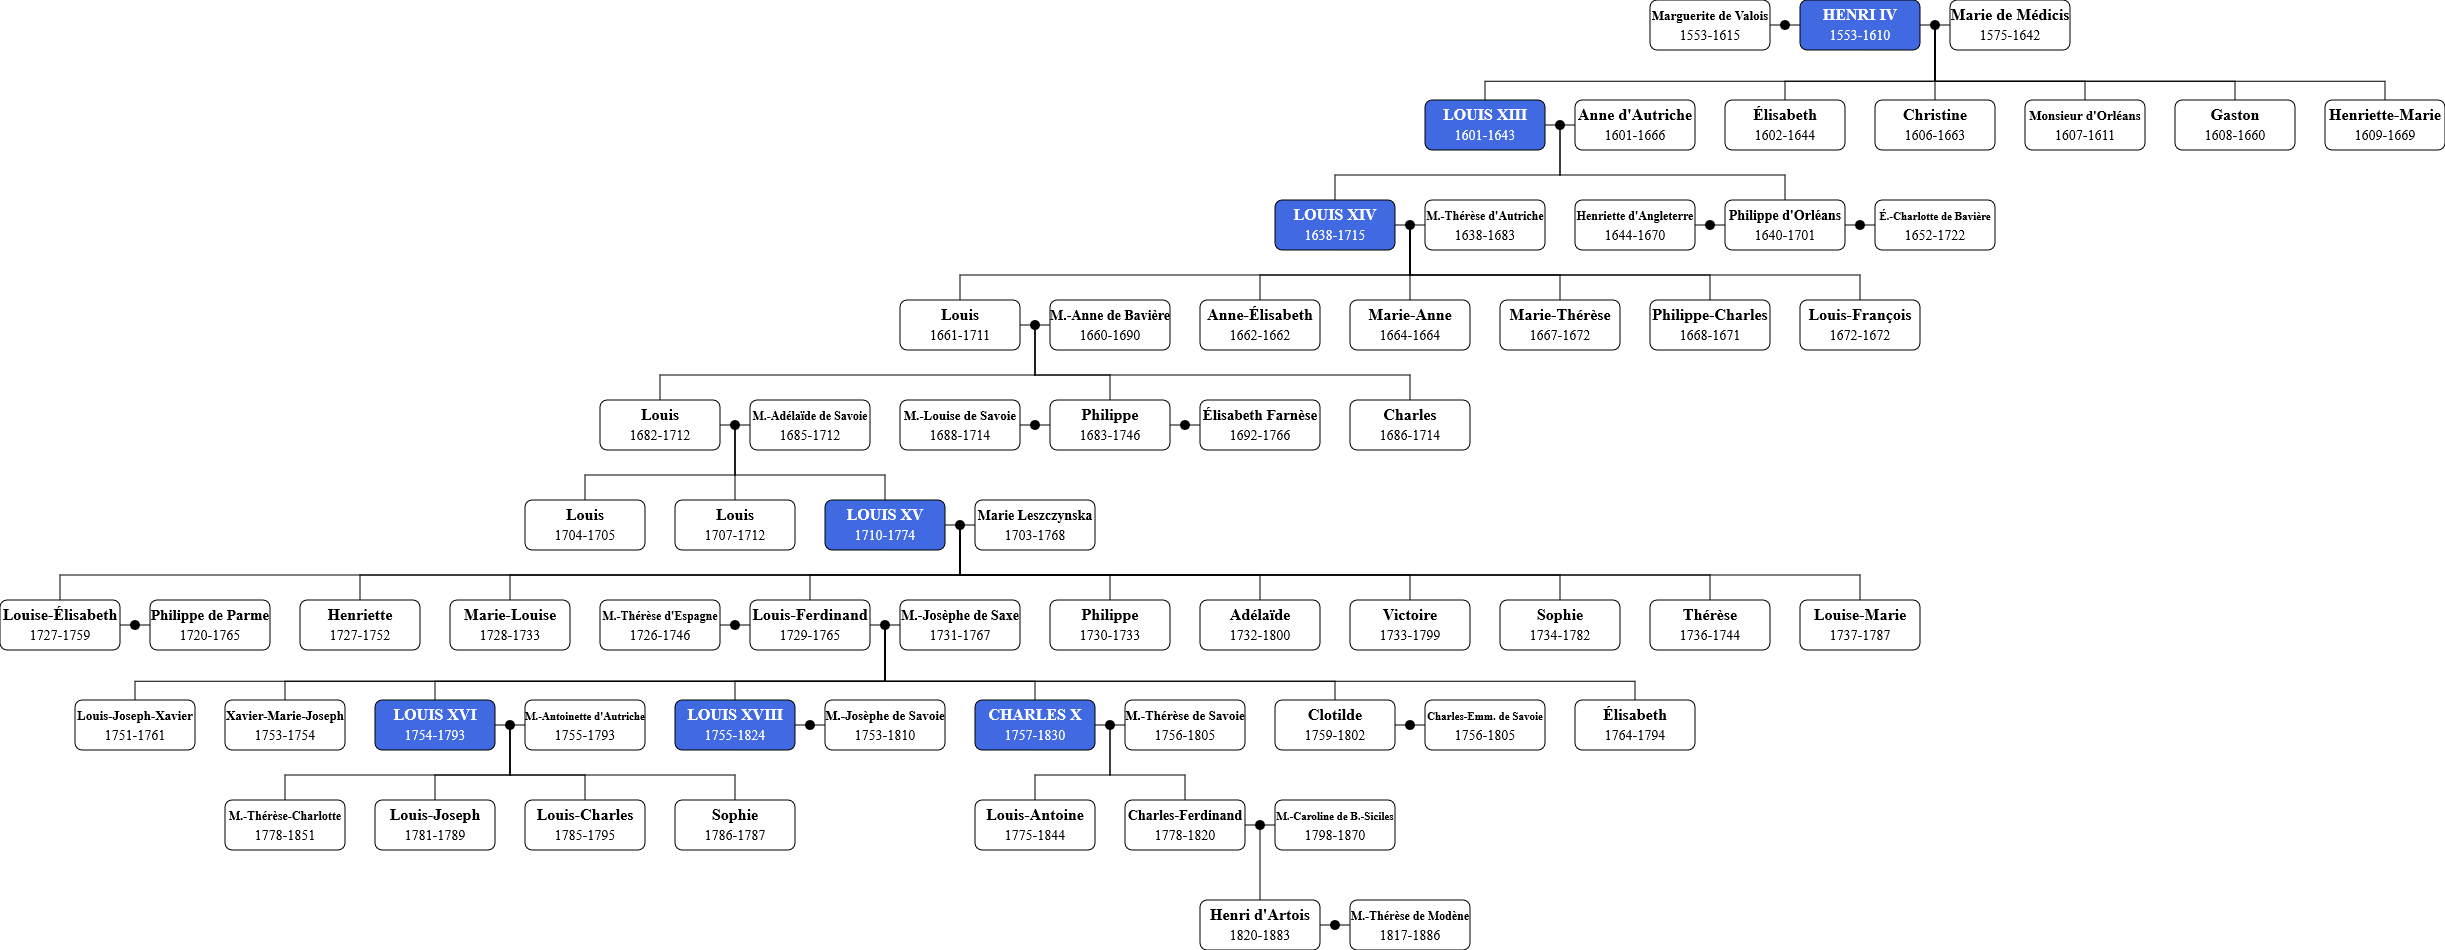 Marguerite de Valois
1553-1615
HENRI IV
1553-1610
Marie de Médicis
1575-1642
LOUIS XIII
1601-1643
Anne d'Autriche
1601-1666
Élisabeth
1602-1644
Christine
1606-1663
Monsieur d'Orléans
1607-1611
Gaston
1608-1660
Henriette-Marie
1609-1669
LOUIS XIV
1638-1715
M.-Thérèse d'Autriche
1638-1683
Henriette d'Angleterre
1644-1670
Philippe d'Orléans
1640-1701
É.-Charlotte de Bavière
1652-1722
Louis
1661-1711
M.-Anne de Bavière
1660-1690
Anne-Élisabeth
1662-1662
Marie-Anne
1664-1664
Marie-Thérèse
1667-1672
Philippe-Charles
1668-1671
Louis-François
1672-1672
Louis
1682-1712
M.-Adélaïde de Savoie
1685-1712
M.-Louise de Savoie
1688-1714
Philippe
1683-1746
Élisabeth Farnèse
1692-1766
Charles
1686-1714
Louis
1704-1705
Louis
1707-1712
LOUIS XV
1710-1774
Marie Leszczynska
1703-1768
Louise-Élisabeth
1727-1759
Philippe de Parme
1720-1765
Henriette
1727-1752
Marie-Louise
1728-1733
M.-Thérèse d'Espagne
1726-1746
Louis-Ferdinand
1729-1765
M.-Josèphe de Saxe
1731-1767
Philippe
1730-1733
Adélaïde
1732-1800
Victoire
1733-1799
Sophie
1734-1782
Thérèse
1736-1744
Louise-Marie
1737-1787
Louis-Joseph-Xavier
1751-1761
Xavier-Marie-Joseph
1753-1754
LOUIS XVI
1754-1793
M.-Antoinette d'Autriche
1755-1793
LOUIS XVIII
1755-1824
M.-Josèphe de Savoie
1753-1810
CHARLES X
1757-1830
M.-Thérèse de Savoie
1756-1805
Clotilde
1759-1802
Charles-Emm. de Savoie
1756-1805
Élisabeth
1764-1794
M.-Thérèse-Charlotte
1778-1851
Louis-Joseph
1781-1789
Louis-Charles
1785-1795
Sophie
1786-1787
Louis-Antoine
1775-1844
Charles-Ferdinand
1778-1820
M.-Caroline de B.-Siciles
1798-1870
Henri d'Artois
1820-1883
M.-Thérèse de Modène
1817-1886